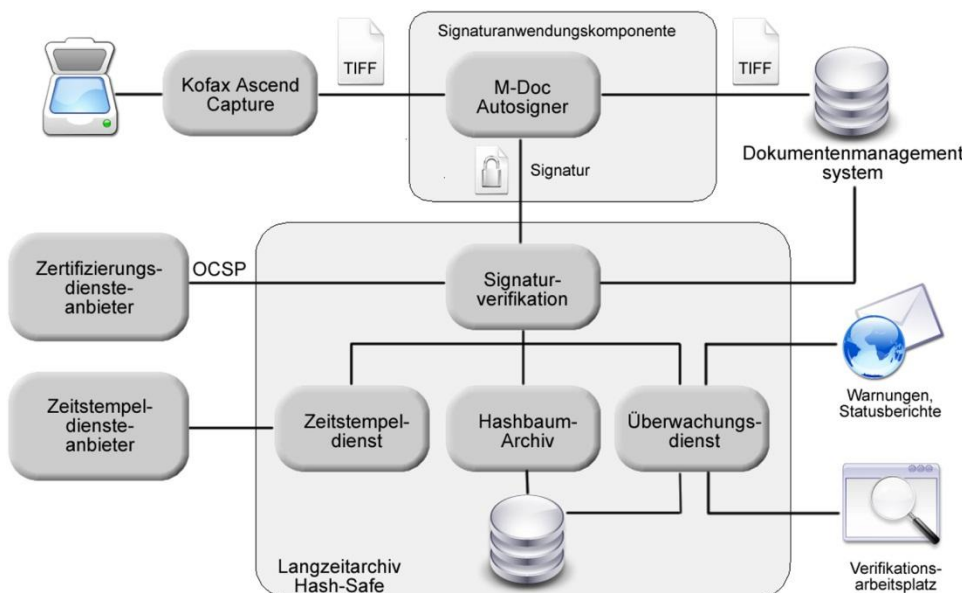 Signaturanwendungskomponente
TIFF
TIFF
Kofax Ascend
Capture
M-Doc
Autosigner
Signatur
Dokumentenmanagement
system
Zertifizierungs-
dienste-
anbieter
OCSP
Signatur-
verifikation
Zeitstempel-
dienste-
anbieter
Zeitstempel-
dienst
Hashbaum-
Archiv
Überwachungs-
dienst
Warnungen,
Statusberichte
Langzeitarchiv
Hash-Safe
Verifikations-
arbeitsplatz